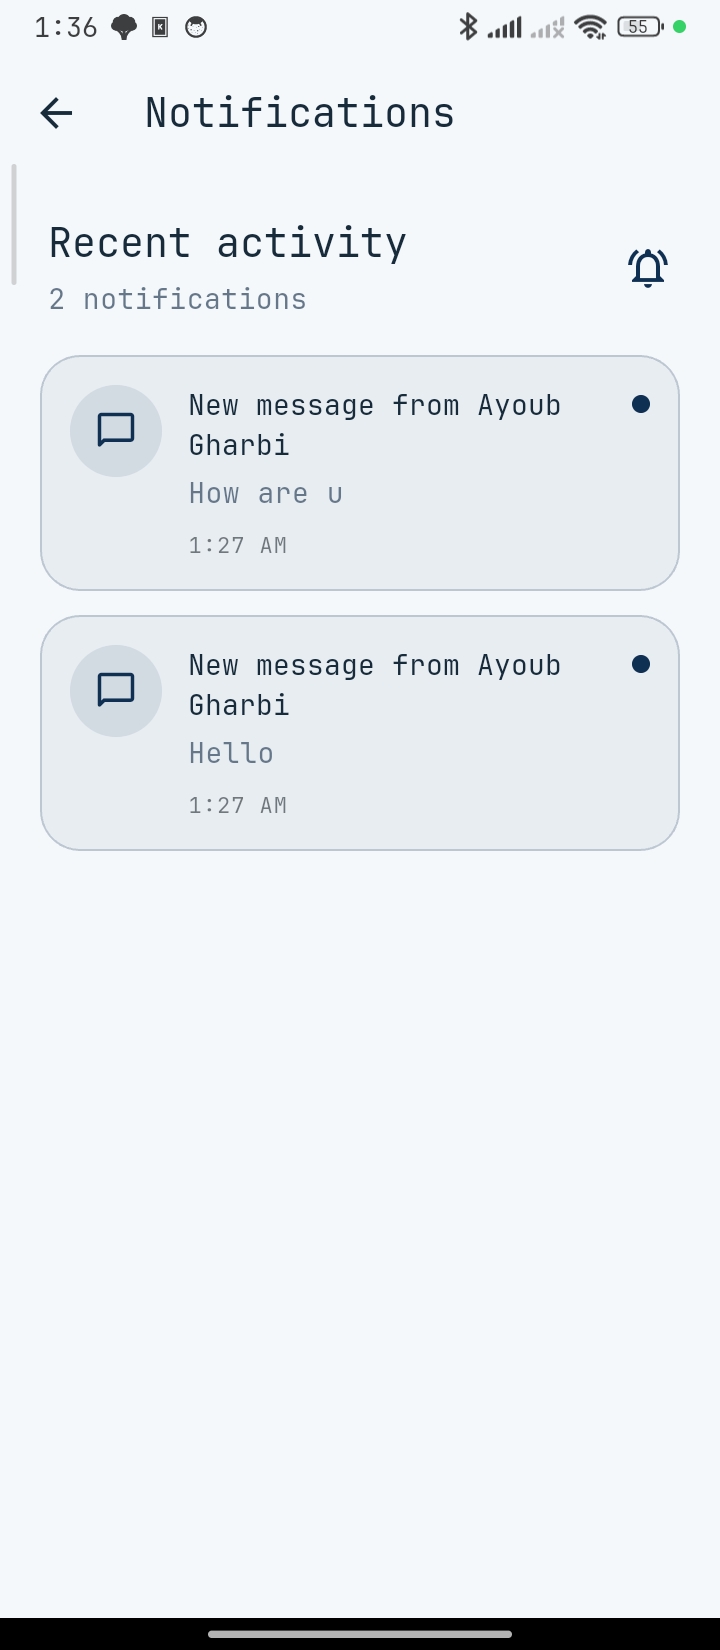 1:36
55
Notifications
Recent activity
2 notifications
New message from Ayoub
Gharbi
How are u
1:27 AM
New message from Ayoub
Gharbi
Hello
1:27 AM